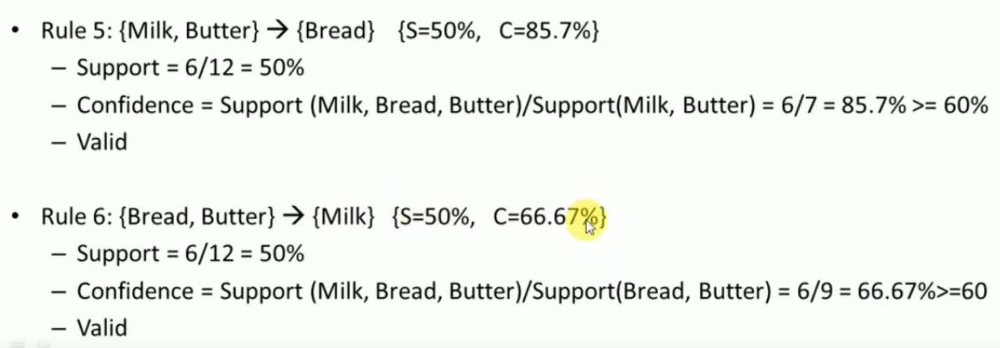 • Rule 5: {Milk, Butter} → {Bread} {S=50%, C=85.7%}
– Support = 6/12 = 50%
– Confidence = Support (Milk, Bread, Butter)/Support(Milk, Butter) = 6/7 = 85.7% >= 60%
– Valid
• Rule 6: {Bread, Butter} → {Milk} {S=50%, C=66.67%}
– Support = 6/12 = 50%
– Confidence = Support (Milk, Bread, Butter)/Support(Bread, Butter) = 6/9 = 66.67%>=60
– Valid